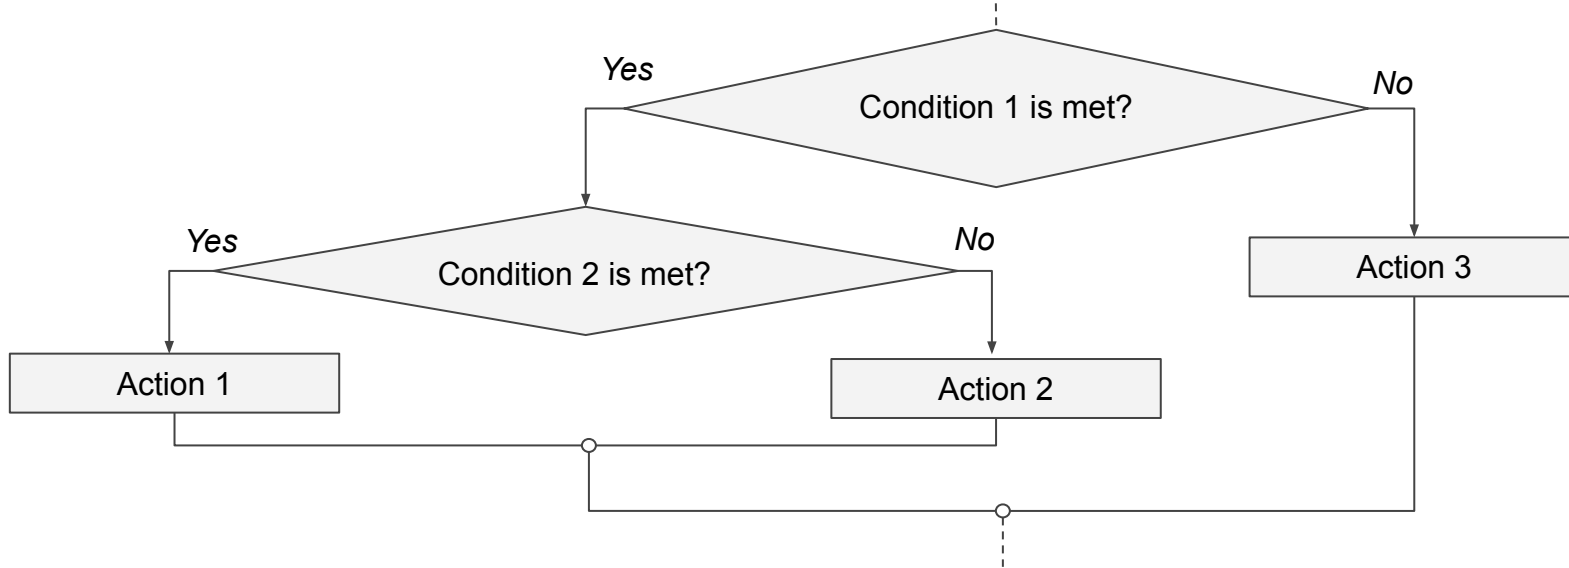 Yes
No
Condition 1 is met?
Yes
No
Condition 2 is met?
Action 3
Action 1
Action 2